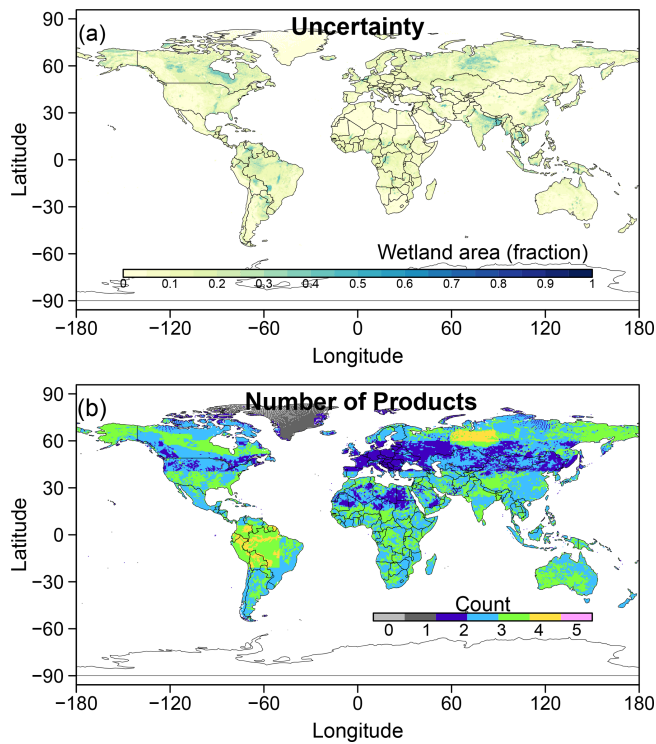 Uncertainty
(a)
90
60
30
0
−30
−60
−90
Latitude
Wetland area (fraction)
0 0.1 0.2 0.3 0.4 0.5 0.6 0.7 0.8 0.9 1
−180 −120 −60 0 60 120 180
Longitude
Number of Products
(b)
90
60
30
0
−30
−60
−90
Latitude
Count
0 1 2 3 4 5
−180 −120 −60 0 60 120 180
Longitude